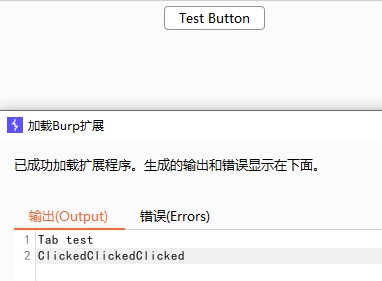 Test Button
加载Burp扩展
已成功加载扩展程序。生成的输出和错误显示在下面。
输出(Output) 错误(Errors)
1 Tab test
2 ClickedClickedClicked